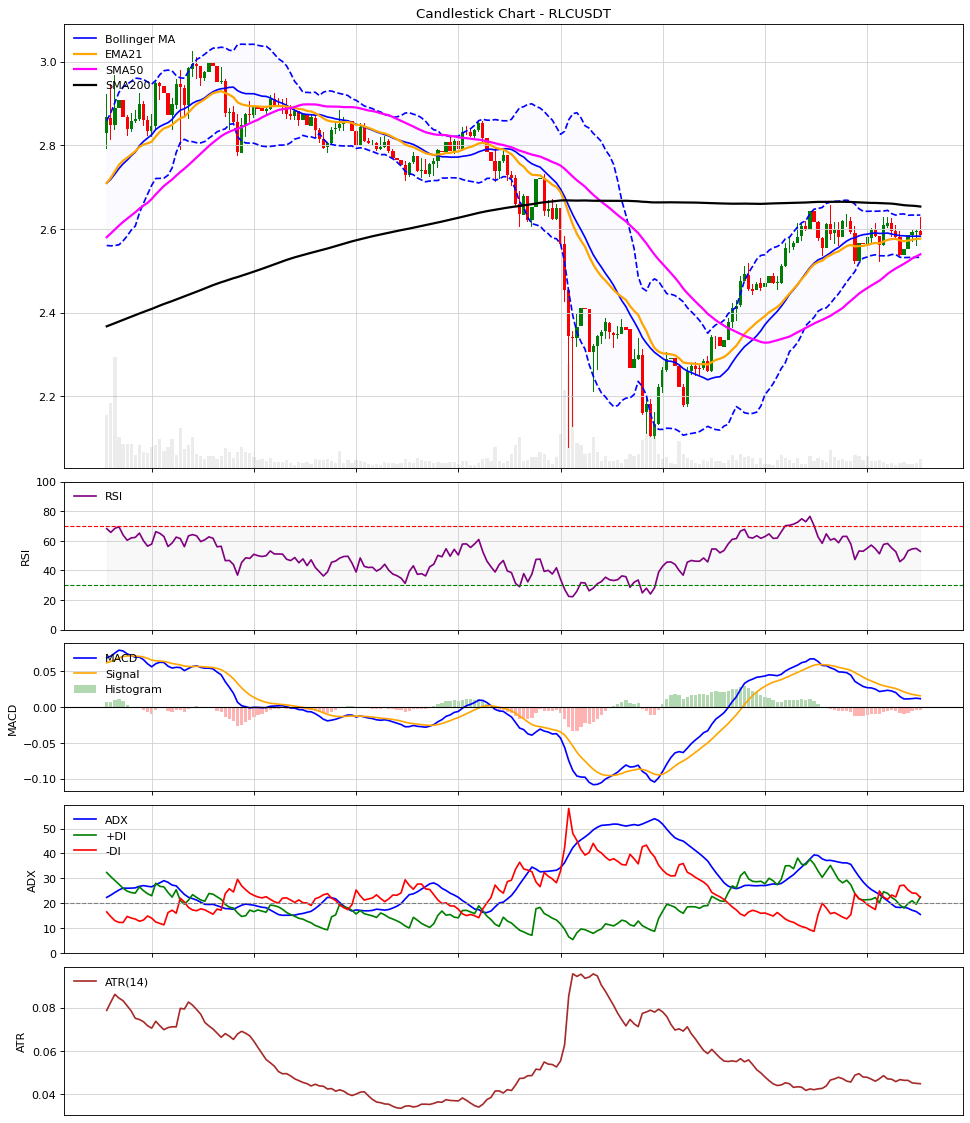 Candlestick Chart - RLCUSDT
Bollinger MA
EMA21
SMA50
SMA200
3.0
2.8
2.6
2.4
2.2
RSI
RSI
100
80
60
40
20
0
MACD
Signal
Histogram
MACD
0.05
0.00
−0.05
−0.10
ADX
+DI
-DI
ADX
50
40
30
20
10
0
ATR(14)
ATR
0.08
0.06
0.04